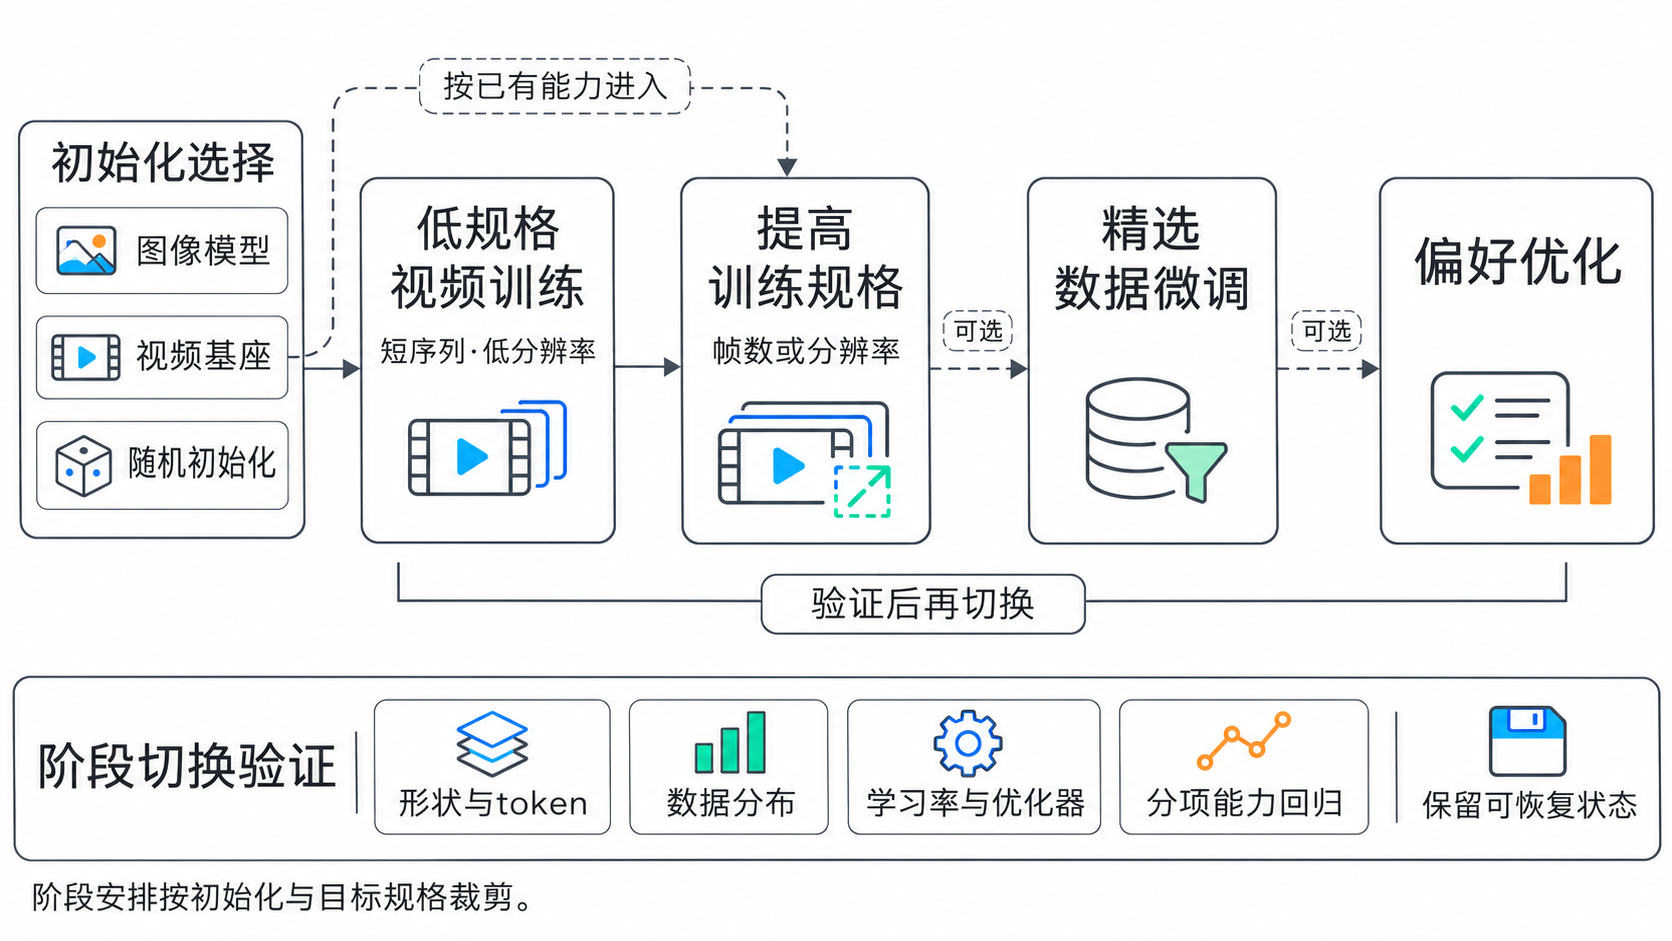 按已有能力进入
初始化选择
图像模型
视频基座
随机初始化
低规格
视频训练
短序列·低分辨率
提高
训练规格
帧数或分辨率
可选
精选
数据微调
可选
偏好优化
验证后再切换
阶段切换验证
形状与token
数据分布
学习率与优化器
分项能力回归
保留可恢复状态
阶段安排按初始化与目标规格裁剪。